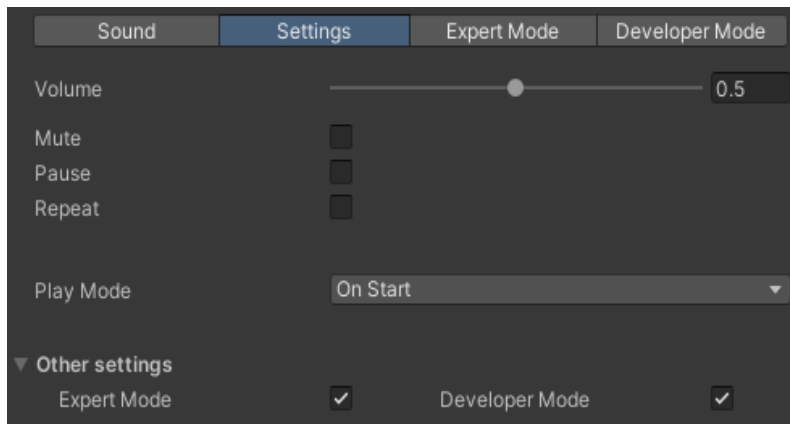 Sound Settings Expert Mode Developer Mode
Volume 0.5
Mute
Pause
Repeat
Play Mode On Start
Other settings
Expert Mode Developer Mode